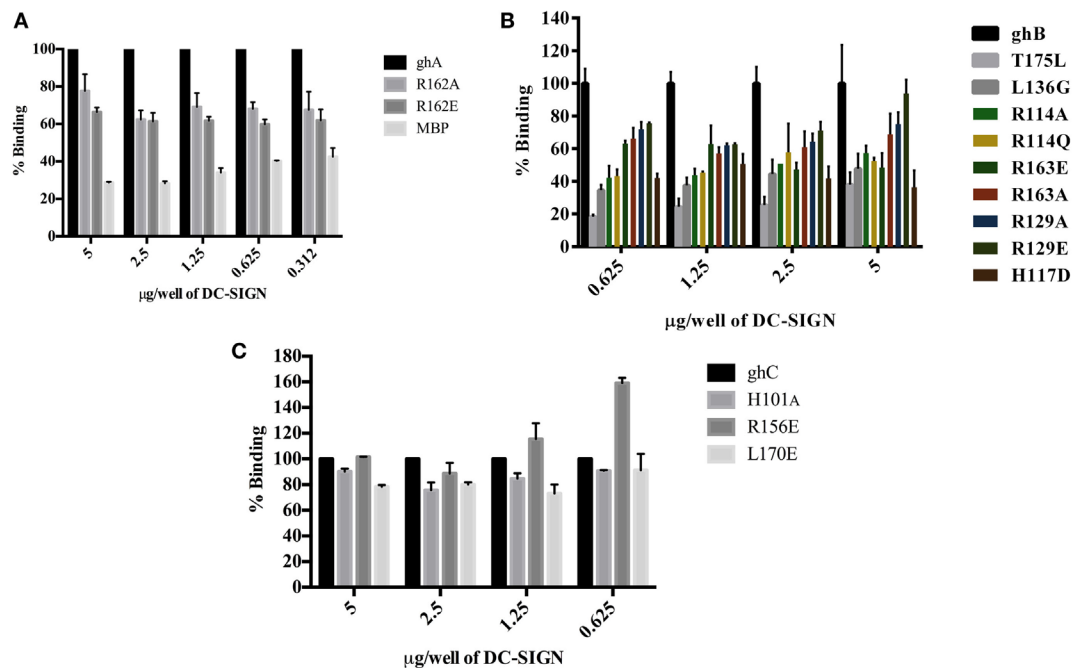 A
100
80
60
40
20
0
% Binding
5
2.5
1.25
0.625
0.312
μg/well of DC-SIGN
ghA
R162A
R162E
MBP
B
140
120
100
80
60
40
20
0
% Binding
0.625
1.25
2.5
5
μg/well of DC-SIGN
ghB
T175L
L136G
R114A
R114Q
R163E
R163A
R129A
R129E
H117D
C
180
160
140
120
100
80
60
40
20
0
% Binding
5
2.5
1.25
0.625
μg/well of DC-SIGN
ghC
H101A
R156E
L170E